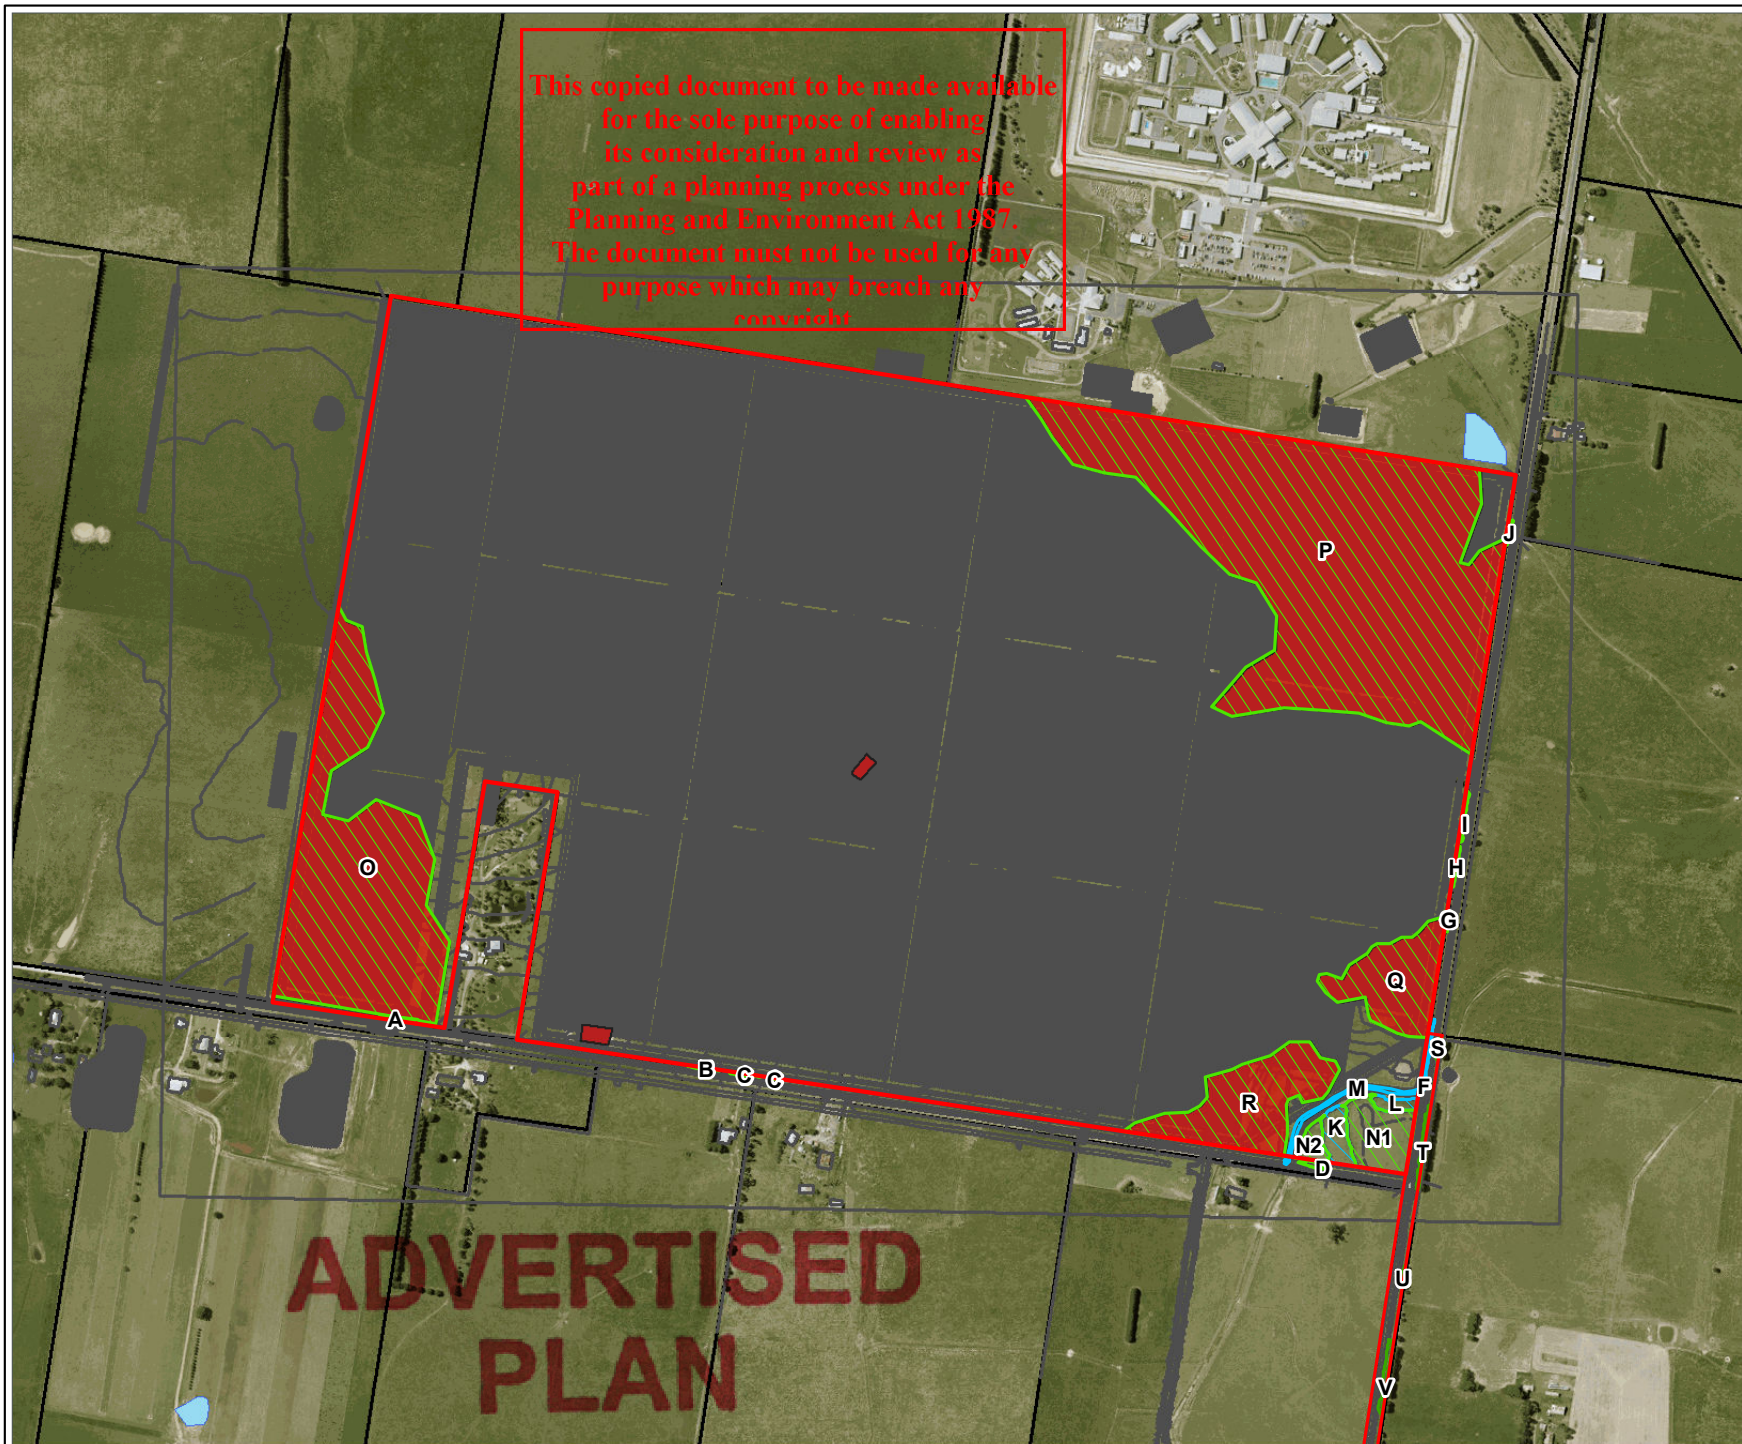 This copied document to be made available
for the sole purpose of enabling
its consideration and review as
part of a planning process under the
Planning and Environment Act 1987.
The document must not be used for any
purpose which may breach any
copyright
J
P
I
H
O
G
Q
A
S
B
C
C
M
F
R
L
K
N1
N2
T
D
ADVERTISED
U
PLAN
V